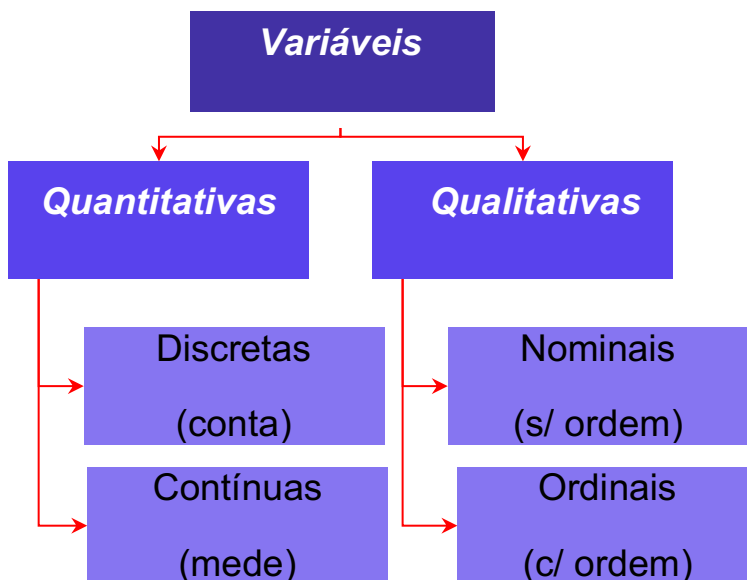 Variáveis
Quantitativas
Qualitativas
Discretas
(conta)
Nominais
(s/ ordem)
Contínuas
(mede)
Ordinais
(c/ ordem)